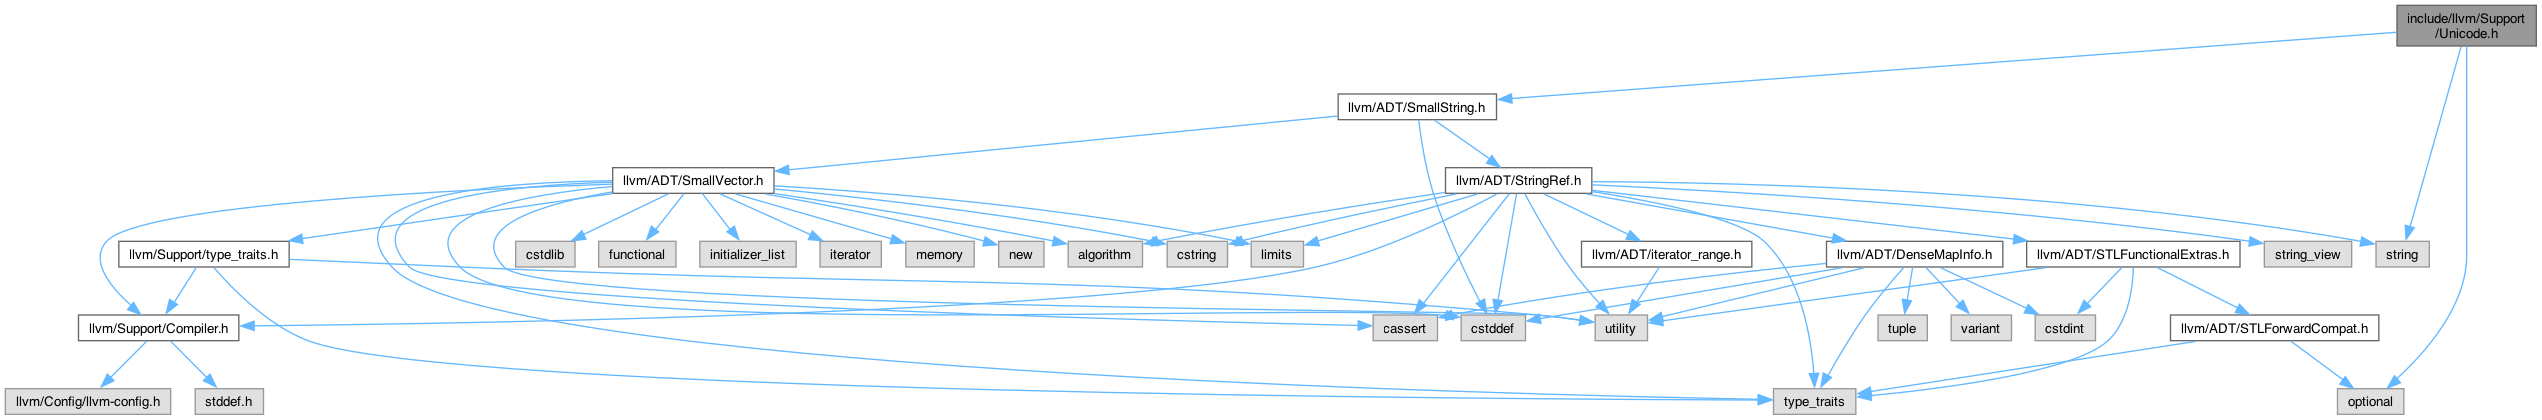 include/llvm/Support
/Unicode.h
llvm/ADT/SmallString.h
llvm/ADT/SmallVector.h
llvm/ADT/StringRef.h
llvm/Support/type_traits.h
cstdlib
functional
initializer_list
iterator
memory
new
algorithm
cstring
limits
llvm/ADT/iterator_range.h
llvm/ADT/DenseMapInfo.h
llvm/ADT/STLFunctionalExtras.h
string_view
string
llvm/Support/Compiler.h
cassert
cstddef
utility
tuple
variant
cstdint
llvm/ADT/STLForwardCompat.h
llvm/Config/llvm-config.h
stddef.h
type_traits
optional